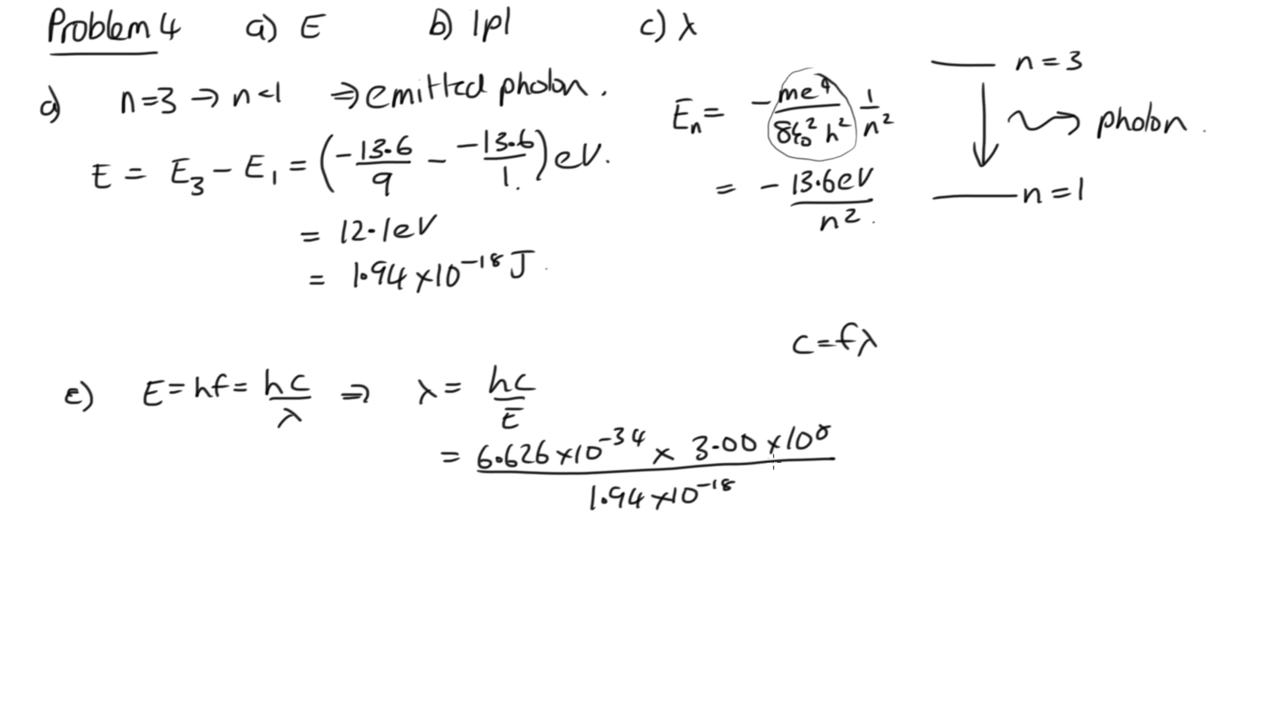 Problem 4 a) E b) |p| c) λ
a) n=3 → n=1 ⇒ emitted photon.
E = E₃ - E₁ = (-13.6/9 - -13.6/1.) eV.
= 12.1eV
= 1.94 × 10⁻¹⁸ J.
Eₙ = - me⁴/8ε₀² h² 1/n²
= - 13.6eV/n².
n = 3
photon.
n = 1
c = fλ
c) E = hf = hc/λ ⇒ λ = hc/E
= 6.626 × 10⁻³⁴ × 3.00 × 10⁸/1.94 × 10⁻¹⁸